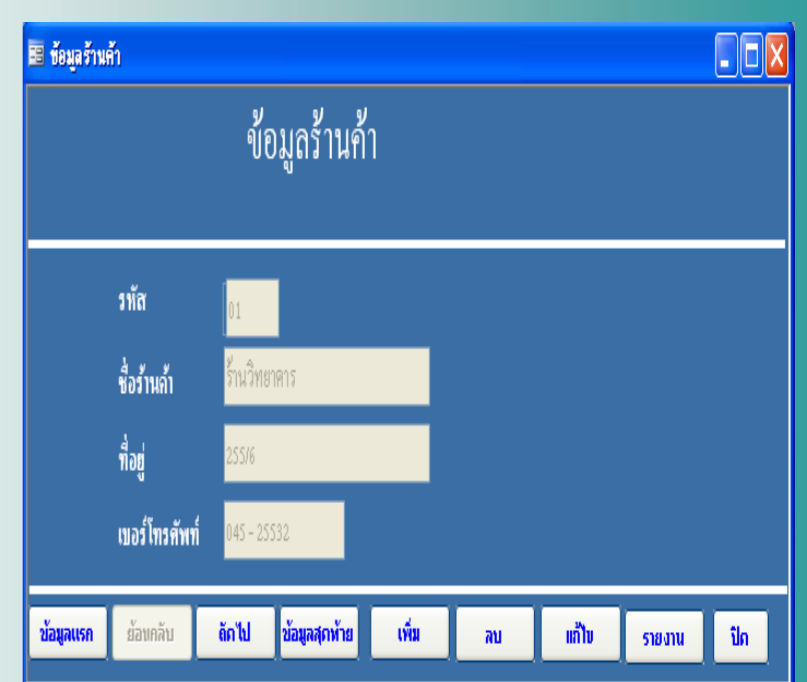 ข้อมูลร้านค้า
ข้อมูลร้านค้า
รหัส 01
ชื่อร้านค้า ร้านวิทยาคาร
ที่อยู่ 255/6
เบอร์โทรศัพท์ 045 - 25532
ข้อมูลแรก ย้อนกลับ ถัดไป ข้อมูลสุดท้าย เพิ่ม ลบ แก้ไข รายงาน ปิด